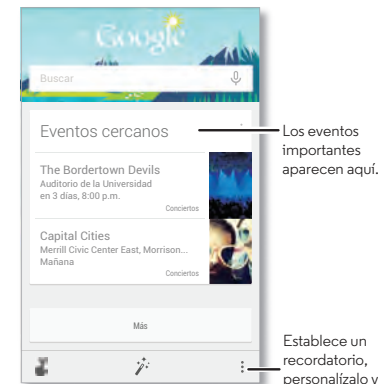 Google
Buscar
Eventos cercanos
The Bordertown Devils
Auditorio de la Universidad
en 3 días, 8:00 p.m.
Conciertos
Capital Cities
Merrill Civic Center East, Morrison...
Mañana
Conciertos
Más
Los eventos
importantes
aparecen aquí.
Establece un
recordatorio,
personalízalo y